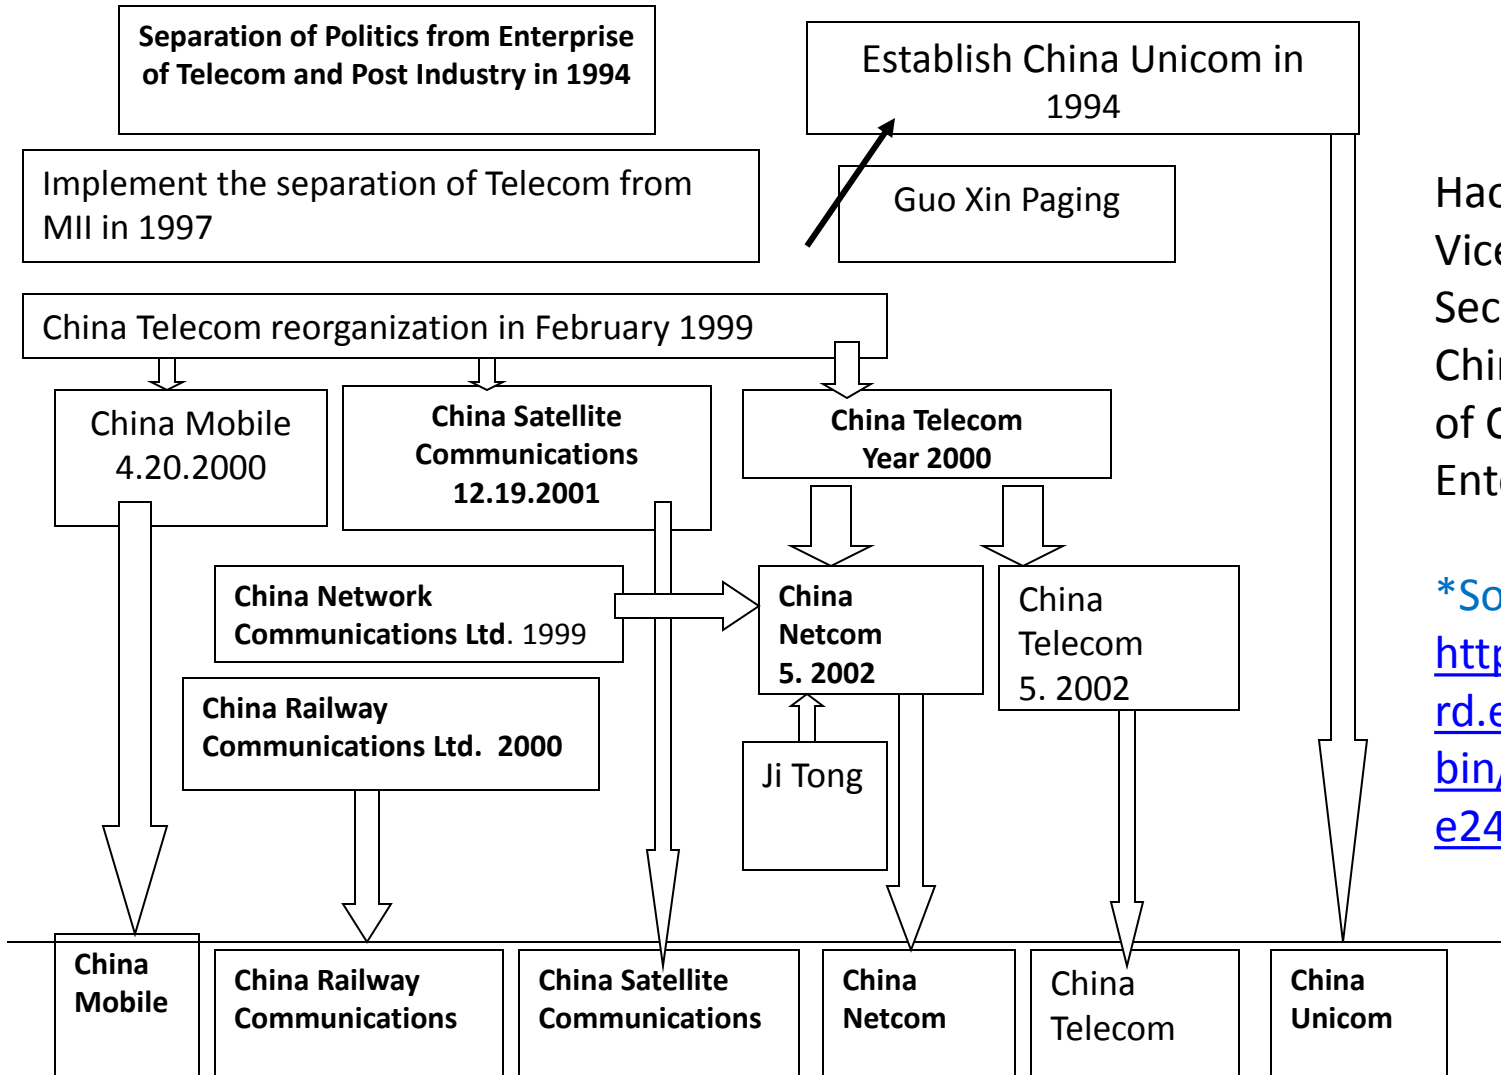 Separation of Politics from Enterprise
of Telecom and Post Industry in 1994
Establish China Unicom in
1994
Implement the separation of Telecom from
MII in 1997
Guo Xin Paging
China Telecom reorganization in February 1999
China Mobile
4.20.2000
China Satellite
Communications
12.19.2001
China Telecom
Year 2000
China Network
Communications Ltd. 1999
China
Netcom
5. 2002
China
Telecom
5. 2002
China Railway
Communications Ltd. 2000
Ji Tong
China
Mobile
China Railway
Communications
China Satellite
Communications
China
Netcom
China
Telecom
China
Unicom
of
rd.e
bin/
e24